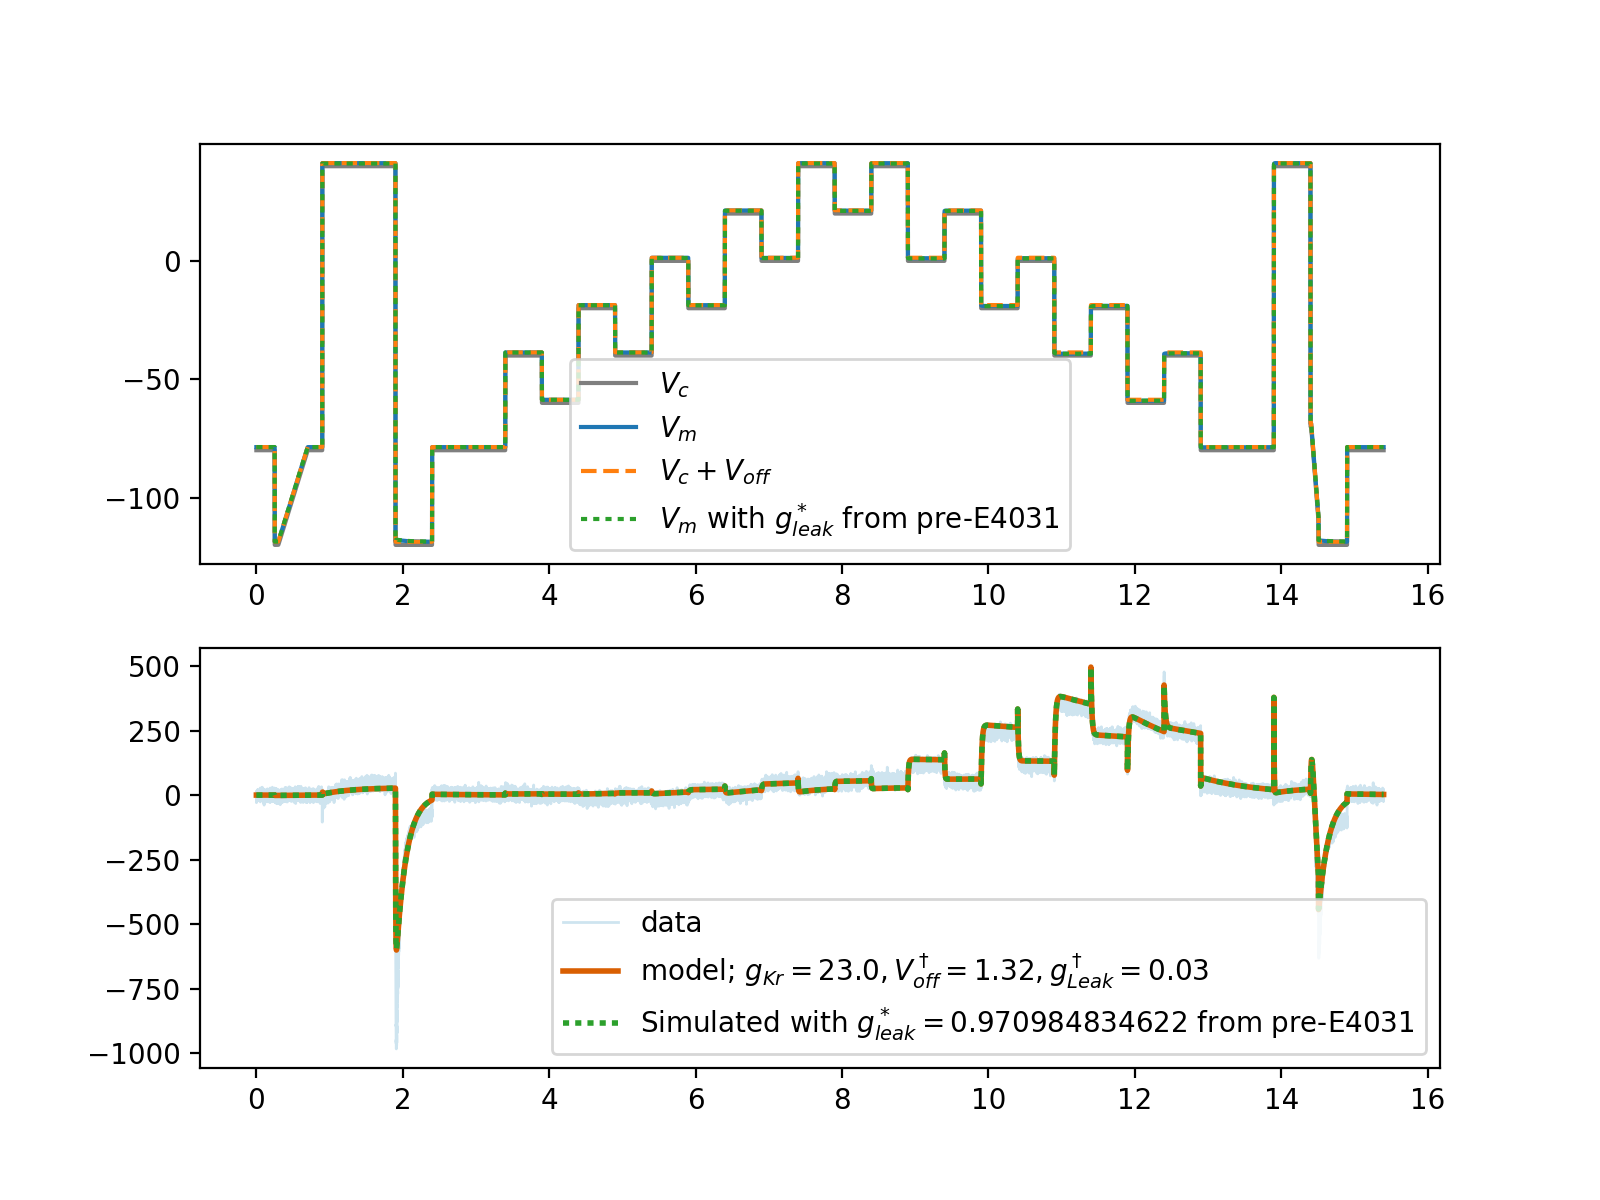 0
−50
−100
V_c
V_m
V_c + V_off
V_m with g*_leak from pre-E4031
0 2 4 6 8 10 12 14 16
500
250
0
−250
−500
−750
−1000
data
model; g_Kr = 23.0, V†_off = 1.32, g†_Leak = 0.03
Simulated with g*_leak = 0.970984834622 from pre-E4031
0 2 4 6 8 10 12 14 16